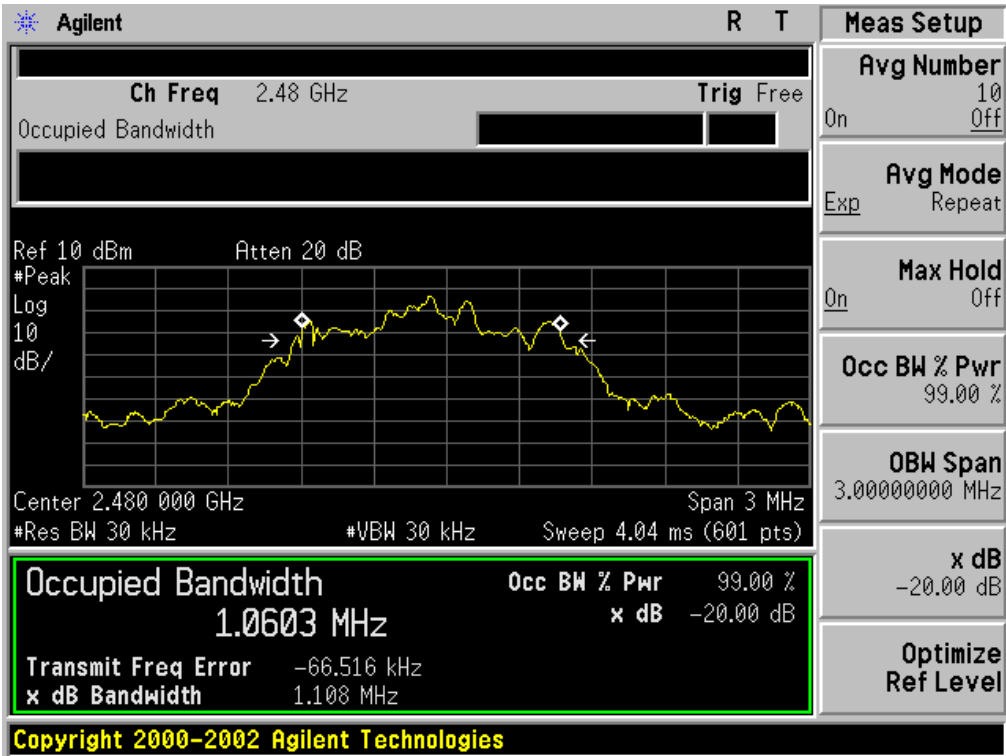 Agilent R T
Ch Freq 2.48 GHz Trig Free
Occupied Bandwidth
Ref 10 dBm Atten 20 dB
#Peak
Log
10
dB/
Center 2.480 000 GHz Span 3 MHz
#Res BW 30 kHz #VBW 30 kHz Sweep 4.04 ms (601 pts)
Occupied Bandwidth Occ BW % Pwr 99.00 %
1.0603 MHz x dB -20.00 dB
Transmit Freq Error -66.516 kHz
x dB Bandwidth 1.108 MHz
Copyright 2000-2002 Agilent Technologies
Meas Setup
Avg Number
10
On Off
Avg Mode
Exp Repeat
Max Hold
On Off
Occ BW % Pwr
99.00 %
OBW Span
3.00000000 MHz
x dB
-20.00 dB
Optimize
Ref Level